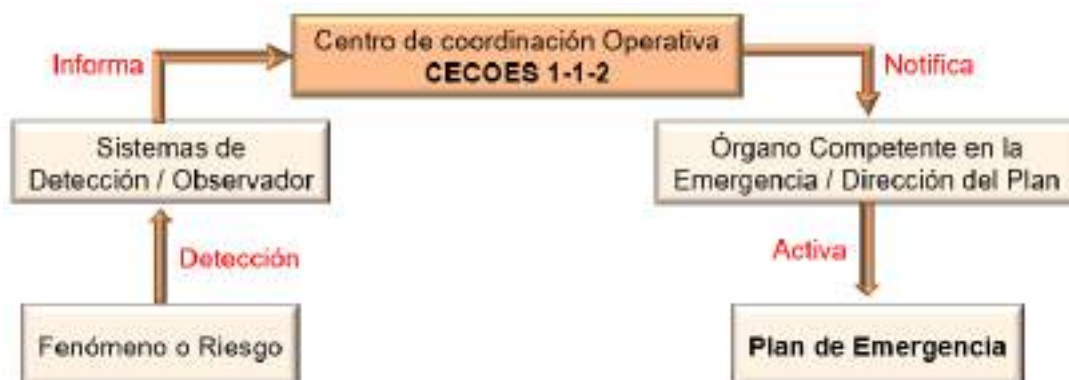 Centro de coordinación Operativa
CECOES 1-1-2
Informa
Notifica
Sistemas de
Detección / Observador
Órgano Competente en la
Emergencia / Dirección del Plan
Detección
Activa
Fenómeno o Riesgo
Plan de Emergencia